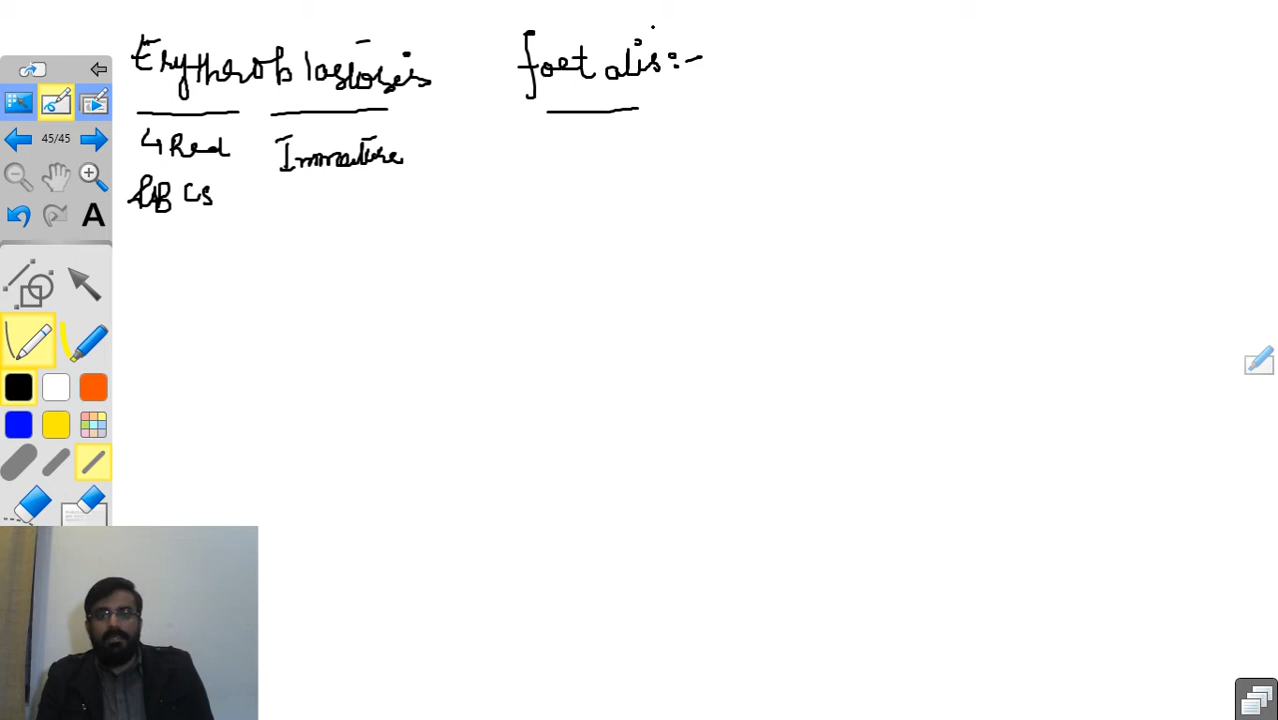 Erythroblastosis foetalis:-
↳ Red Immature
RBCs
45/45
A